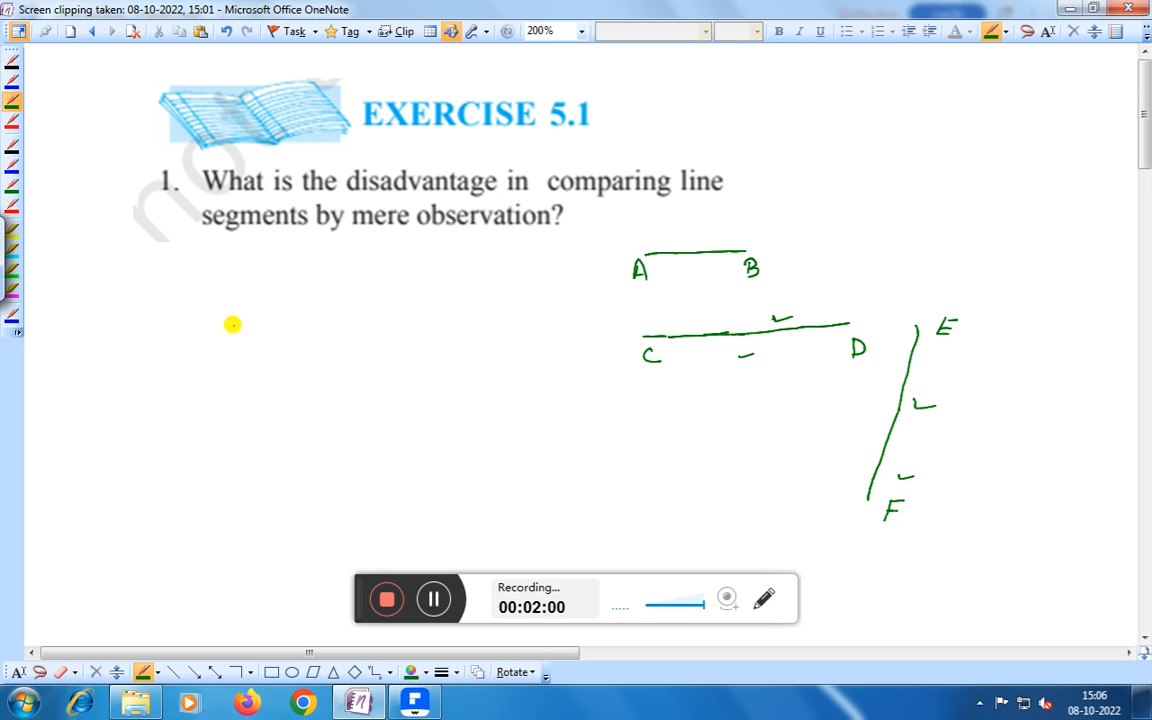 Screen clipping taken: 08-10-2022, 15:01 - Microsoft Office OneNote
Task
Tag
Clip
200%
B I U
EXERCISE 5.1
1. What is the disadvantage in comparing line
segments by mere observation?
A B
C D
E
F
Recording...
00:02:00
Rotate
15:06
08-10-2022